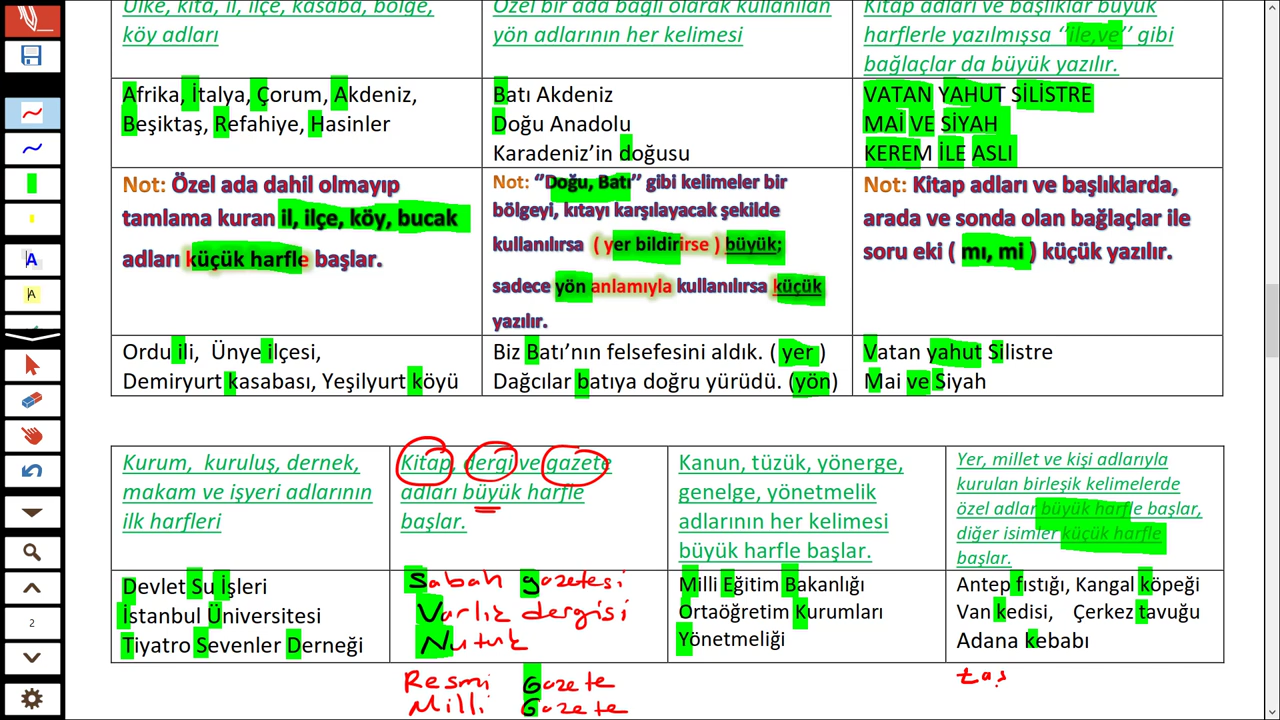 Ülke, kıta, il, ilçe, kasaba, bölge,
köy adları
Özel bir ada bağlı olarak kullanılan
yön adlarının her kelimesi
Kitap adları ve başlıklar büyük
harflerle yazılmışsa ‘’ile,ve’’ gibi
bağlaçlar da büyük yazılır.
Afrika, İtalya, Çorum, Akdeniz,
Beşiktaş, Refahiye, Hasinler
Batı Akdeniz
Doğu Anadolu
Karadeniz’in doğusu
VATAN YAHUT SİLİSTRE
MAİ VE SİYAH
KEREM İLE ASLI
Not: Özel ada dahil olmayıp
tamlama kuran il, ilçe, köy, bucak
adları küçük harfle başlar.
Not: ‘’Doğu, Batı’’ gibi kelimeler bir
bölgeyi, kıtayı karşılayacak şekilde
kullanılırsa ( yer bildirirse ) büyük;
sadece yön anlamıyla kullanılırsa küçük
yazılır.
Not: Kitap adları ve başlıklarda,
arada ve sonda olan bağlaçlar ile
soru eki ( mı, mi ) küçük yazılır.
Ordu ili, Ünye ilçesi,
Demiryurt kasabası, Yeşilyurt köyü
Biz Batı’nın felsefesini aldık. ( yer )
Dağcılar batıya doğru yürüdü. (yön)
Vatan yahut Silistre
Mai ve Siyah
Kurum, kuruluş, dernek,
makam ve işyeri adlarının
ilk harfleri
Kitap, dergi ve gazete
adları büyük harfle
başlar.
Kanun, tüzük, yönerge,
genelge, yönetmelik
adlarının her kelimesi
büyük harfle başlar.
Yer, millet ve kişi adlarıyla
kurulan birleşik kelimelerde
özel adlar büyük harfle başlar,
diğer isimler küçük harfle
başlar.
Devlet Su İşleri
İstanbul Üniversitesi
Tiyatro Sevenler Derneği
Sabah gazetesi
Varlık dergisi
Nutuk
Resmi Gazete
Milli Gazete
Milli Eğitim Bakanlığı
Ortaöğretim Kurumları
Yönetmeliği
Antep fıstığı, Kangal köpeği
Van kedisi, Çerkez tavuğu
Adana kebabı
taş
A
A
2